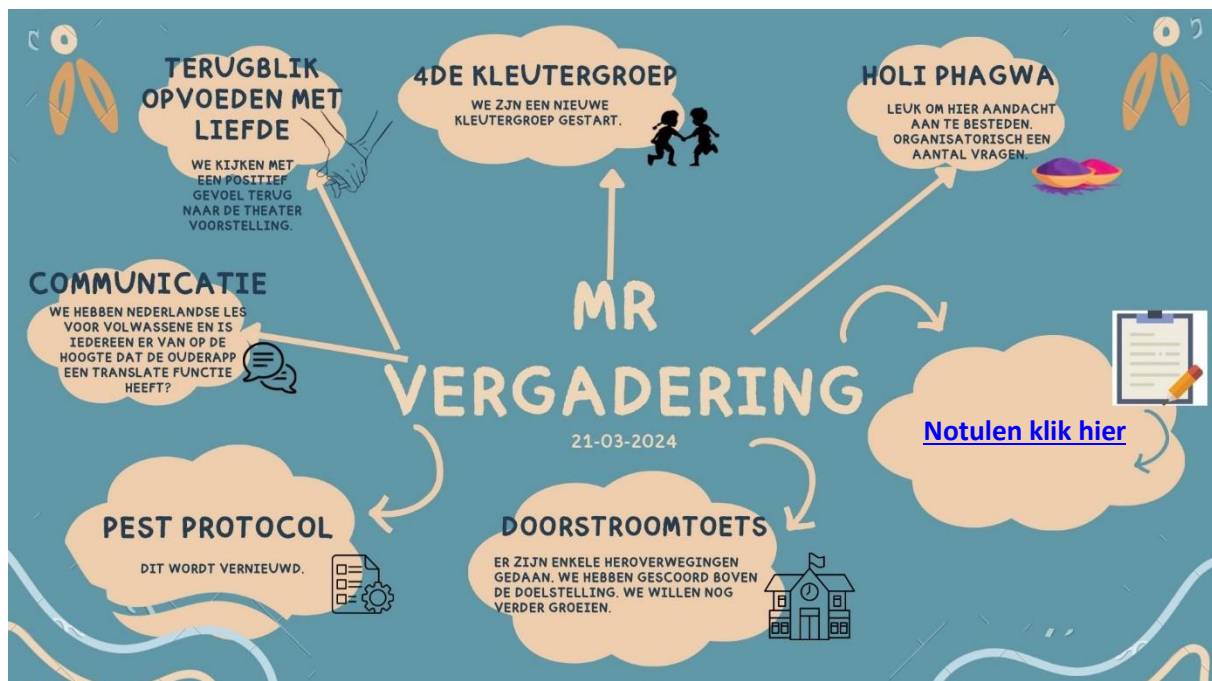 TERUGBLIK
OPVOEDEN MET
LIEFDE
WE KIJKEN MET
EEN POSITIEF
GEVOEL TERUG
NAAR DE THEATER
VOORSTELLING.
4DE KLEUTERGROEP
WE ZJN EEN NIEUWE
KLEUTERGROEP GESTART.
HOLI PHAGWA
LEUK OM HIER AANDACHT
AAN TE BESTEDEN.
ORGANISATORISCH EEN
AANTAL VRAGEN.
COMMUNICATIE
WE HEBBEN NEDERLANDSE LES
VOOR VOLWASSENE EN IS
IEDEREEN ER VAN OP DE
HOOGTE DAT DE OUDERAPP
EEN TRANSLATE FUNCTIE
HEEFT?
MR
VERGADERING
21-03-2024
Notulen klik hier
PEST PROTOCOL
DIT WORDT VERNIEUWD.
DOORSTROOMTOETS
ER ZIJN ENKELE HEROVERWEGINGEN
GEDAAN. WE HEBBEN GESCOORD BOVEN
DE DOELSTELLING. WE WILLEN NOG
VERDER GROEIEN.